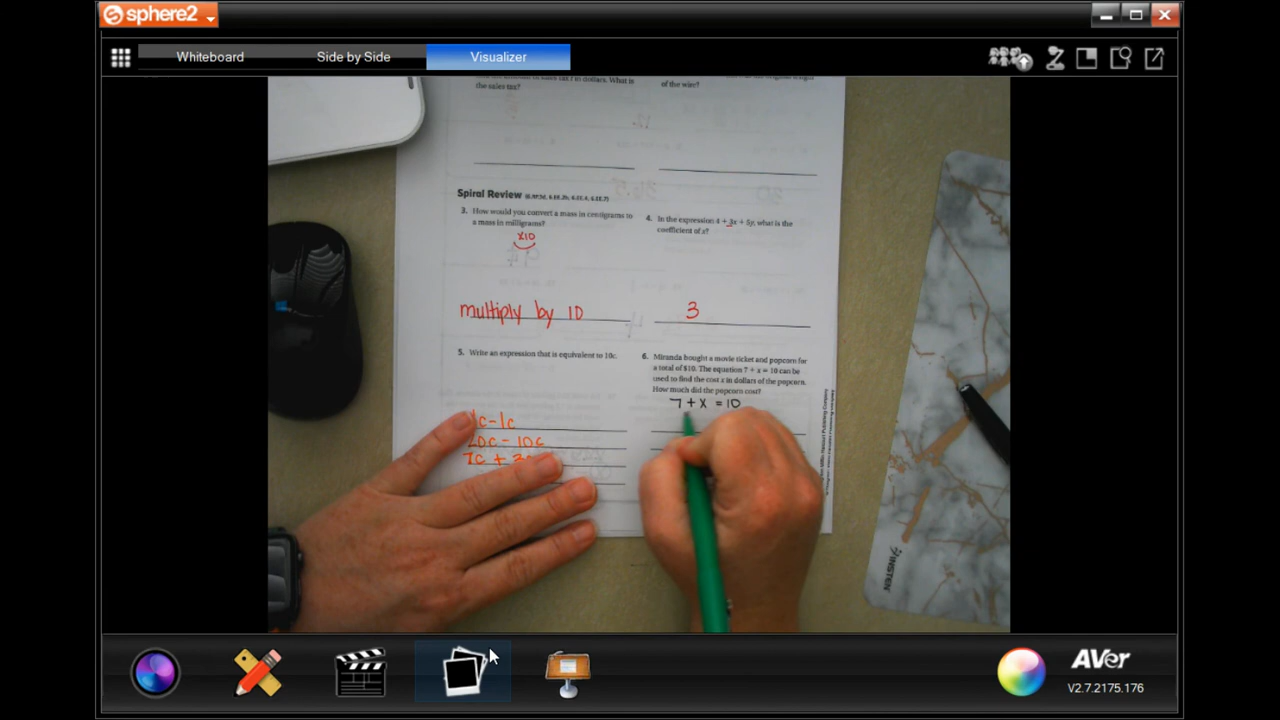 sphere2
Whiteboard Side by Side Visualizer
the sales tax?
of the wire?
Spiral Review
3. How would you convert a mass in centigrams to
a mass in milligrams?
x10
multiply by 10
4. In the expression 4 + 3x + 5y, what is the
coefficient of x?
3
5. Write an expression that is equivalent to 10c.
c - 1c
20c - 10c
7c +
6. Miranda bought a movie ticket and popcorn for
a total of $10. The equation 7 + x = 10 can be
used to find the cost x in dollars of the popcorn.
How much did the popcorn cost?
7 + x = 10
AVer
V2.7.2175.176